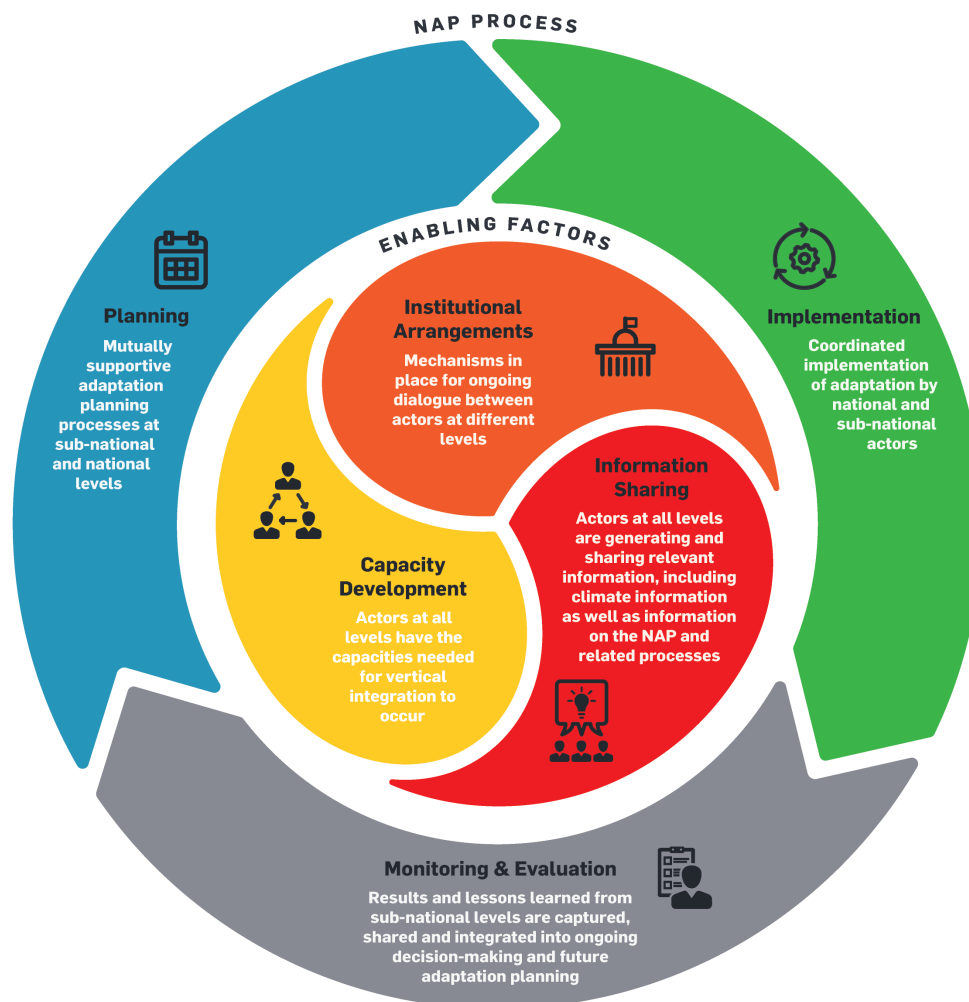 NAP PROCESS
Planning
Mutually
supportive
adaptation
planning
processes at
sub-national
and national
levels
Implementation
Coordinated
implementation
of adaptation by
national and
sub-national
actors
ENABLING FACTORS
Institutional
Arrangements
Mechanisms in
place for ongoing
dialogue between
actors at different
levels
Information
Sharing
Actors at all levels
are generating and
sharing relevant
information, including
climate information
as well as information
on the NAP and
related processes
Capacity
Development
Actors at all
levels have the
capacities needed
for vertical
integration to
occur
Monitoring & Evaluation
Results and lessons learned from
sub-national levels are captured,
shared and integrated into ongoing
decision-making and future
adaptation planning